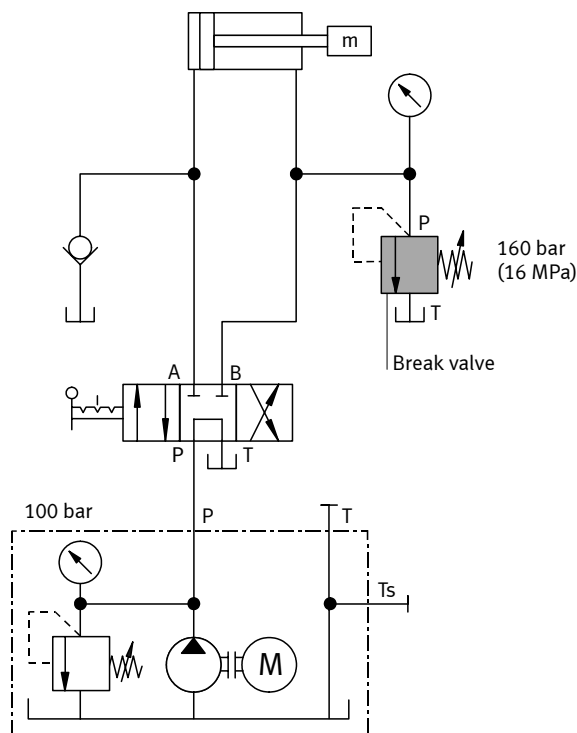 m
P
160 bar
(16 MPa)
T
Break valve
A B
P T
100 bar
P T
Ts
M